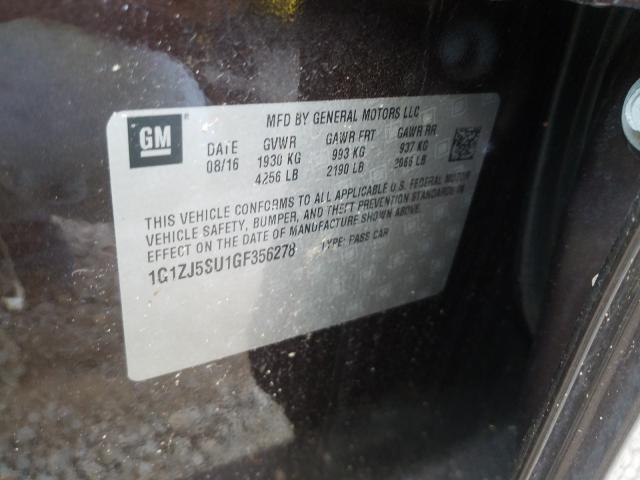 MFD BY GENERAL MOTORS LLC
GM
DATE GVWR GAWR FRT GAWR RR
08/16 1930 KG 993 KG 937 KG
4256 LB 2190 LB 2066 LB
THIS VEHICLE CONFORMS TO ALL APPLICABLE U.S. FEDERAL MOTOR
VEHICLE SAFETY, BUMPER, AND THEFT PREVENTION STANDARDS IN
EFFECT ON THE DATE OF MANUFACTURE SHOWN ABOVE.
1G1ZJ5SU1GF356278 TYPE: PASS CAR